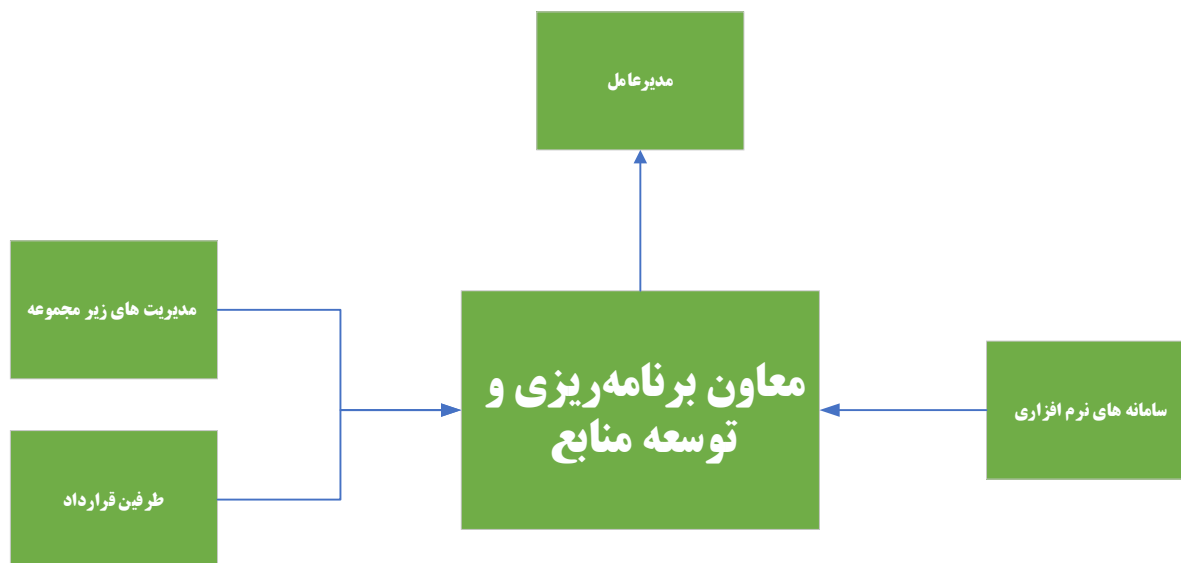 مدیرعامل
مدیریت های زیر مجموعه
معاون برنامه‌ریزی و
توسعه منابع
سامانه های نرم افزاری
طرفین قرارداد